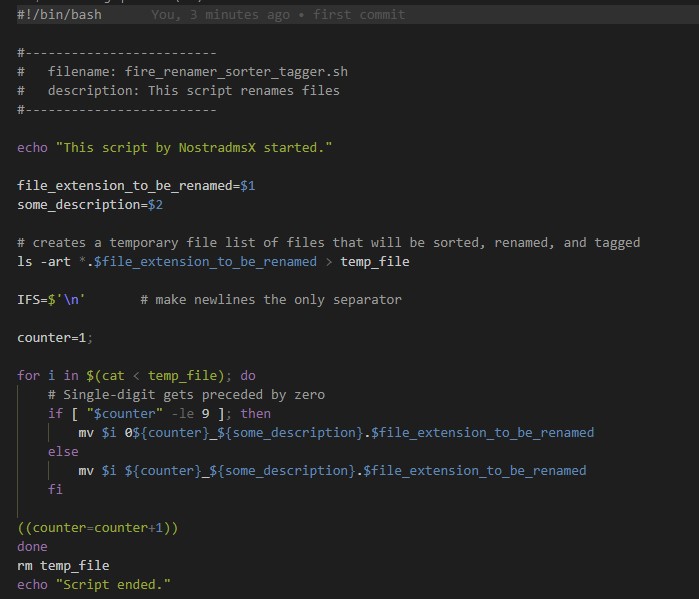 #!/bin/bash You, 3 minutes ago • first commit
#-------------------------
#   filename: fire_renamer_sorter_tagger.sh
#   description: This script renames files
#-------------------------
echo "This script by NostradmsX started."
file_extension_to_be_renamed=$1
some_description=$2
# creates a temporary file list of files that will be sorted, renamed, and tagged
ls -art *.$file_extension_to_be_renamed > temp_file
IFS=$'\n'       # make newlines the only separator
counter=1;
for i in $(cat < temp_file); do
    # Single-digit gets preceded by zero
    if [ "$counter" -le 9 ]; then
        mv $i 0${counter}_${some_description}.$file_extension_to_be_renamed
    else
        mv $i ${counter}_${some_description}.$file_extension_to_be_renamed
    fi
((counter=counter+1))
done
rm temp_file
echo "Script ended."